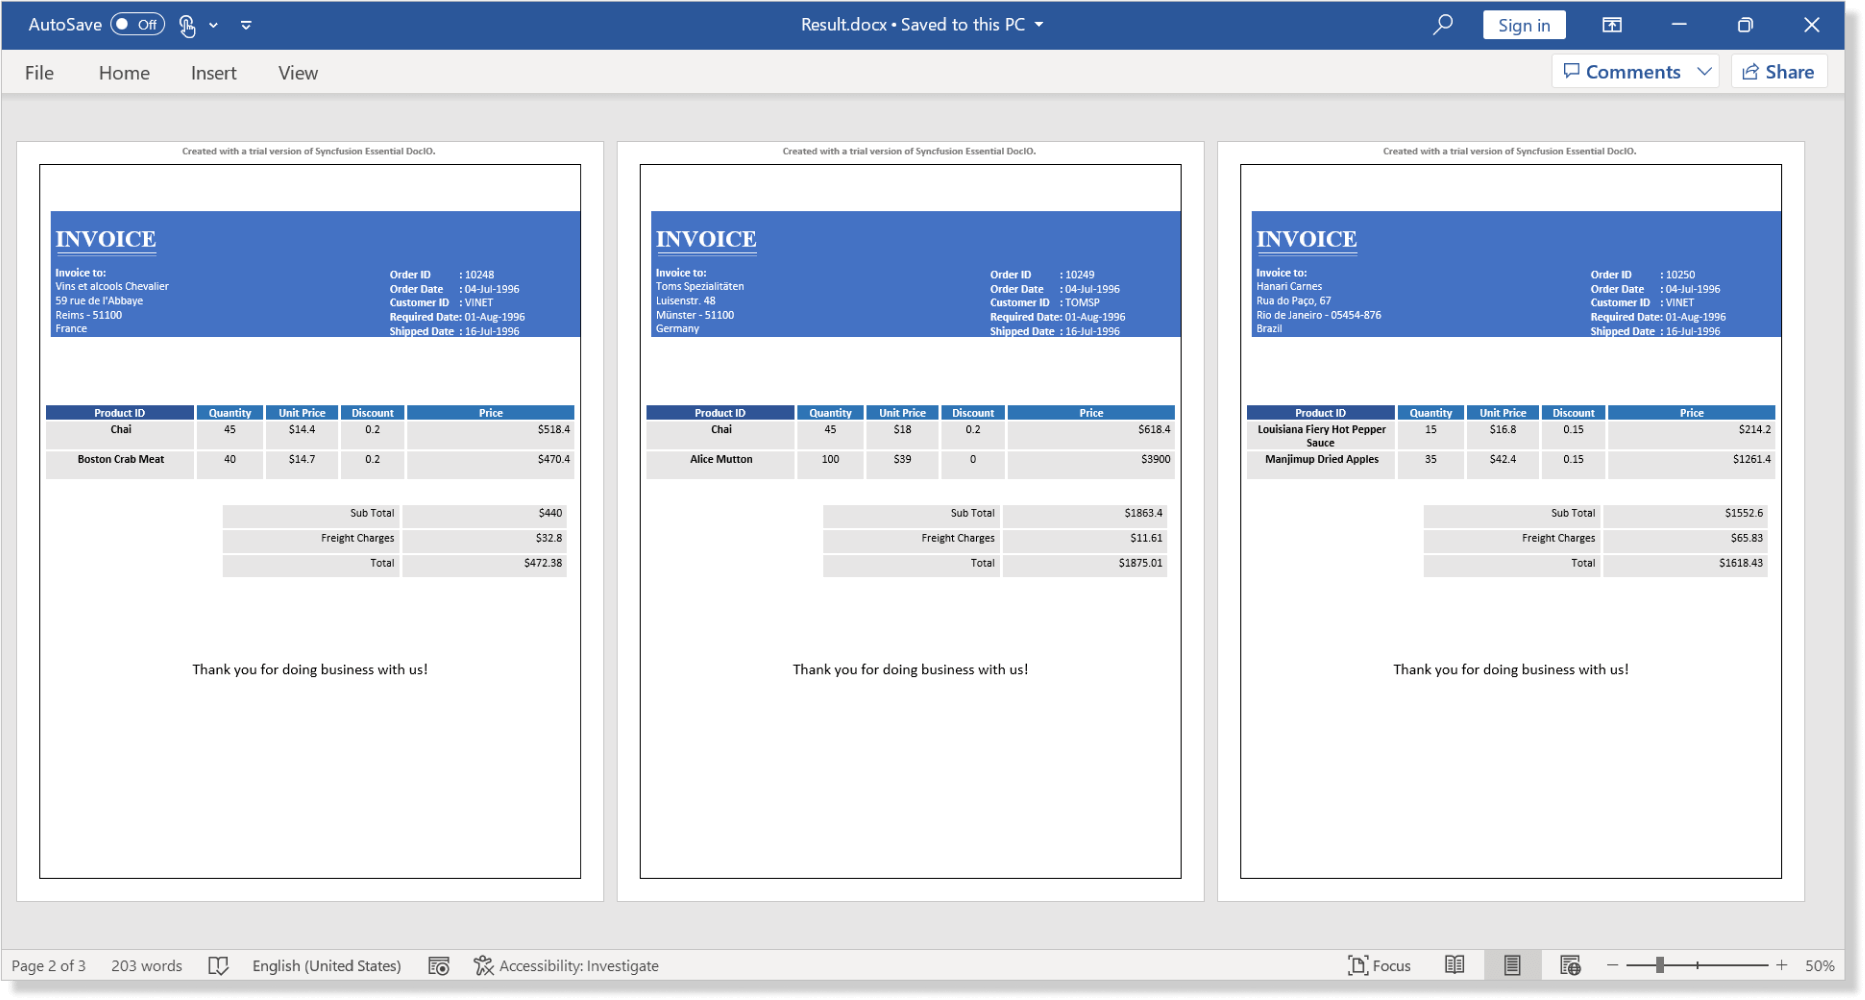 AutoSave Off Result.docx • Saved to this PC Sign in
File Home Insert View Comments Share
Created with a trial version of Syncfusion Essential DocIO.
INVOICE
Invoice to:
Vins et alcools Chevalier
59 rue de l'Abbaye
Reims - 51100
France
Order ID : 10248
Order Date : 04-Jul-1996
Customer ID : VINET
Required Date: 01-Aug-1996
Shipped Date : 16-Jul-1996
Product ID Quantity Unit Price Discount Price
Chai 45 $14.4 0.2 $518.4
Boston Crab Meat 40 $14.7 0.2 $470.4
Sub Total $440
Freight Charges $32.8
Total $472.38
Thank you for doing business with us!
Created with a trial version of Syncfusion Essential DocIO.
INVOICE
Invoice to:
Toms Spezialitäten
Luisenstr. 48
Münster - 51100
Germany
Order ID : 10249
Order Date : 04-Jul-1996
Customer ID : TOMSP
Required Date: 01-Aug-1996
Shipped Date : 16-Jul-1996
Product ID Quantity Unit Price Discount Price
Chai 45 $18 0.2 $618.4
Alice Mutton 100 $39 0 $3900
Sub Total $1863.4
Freight Charges $11.61
Total $1875.01
Thank you for doing business with us!
Created with a trial version of Syncfusion Essential DocIO.
INVOICE
Invoice to:
Hanari Carnes
Rua do Paço, 67
Rio de Janeiro - 05454-876
Brazil
Order ID : 10250
Order Date : 04-Jul-1996
Customer ID : VINET
Required Date: 01-Aug-1996
Shipped Date : 16-Jul-1996
Product ID Quantity Unit Price Discount Price
Louisiana Fiery Hot Pepper 15 $16.8 0.15 $214.2
Sauce
Manjimup Dried Apples 35 $42.4 0.15 $1261.4
Sub Total $1552.6
Freight Charges $65.83
Total $1618.43
Thank you for doing business with us!
Page 2 of 3 203 words English (United States) Accessibility: Investigate Focus 50%